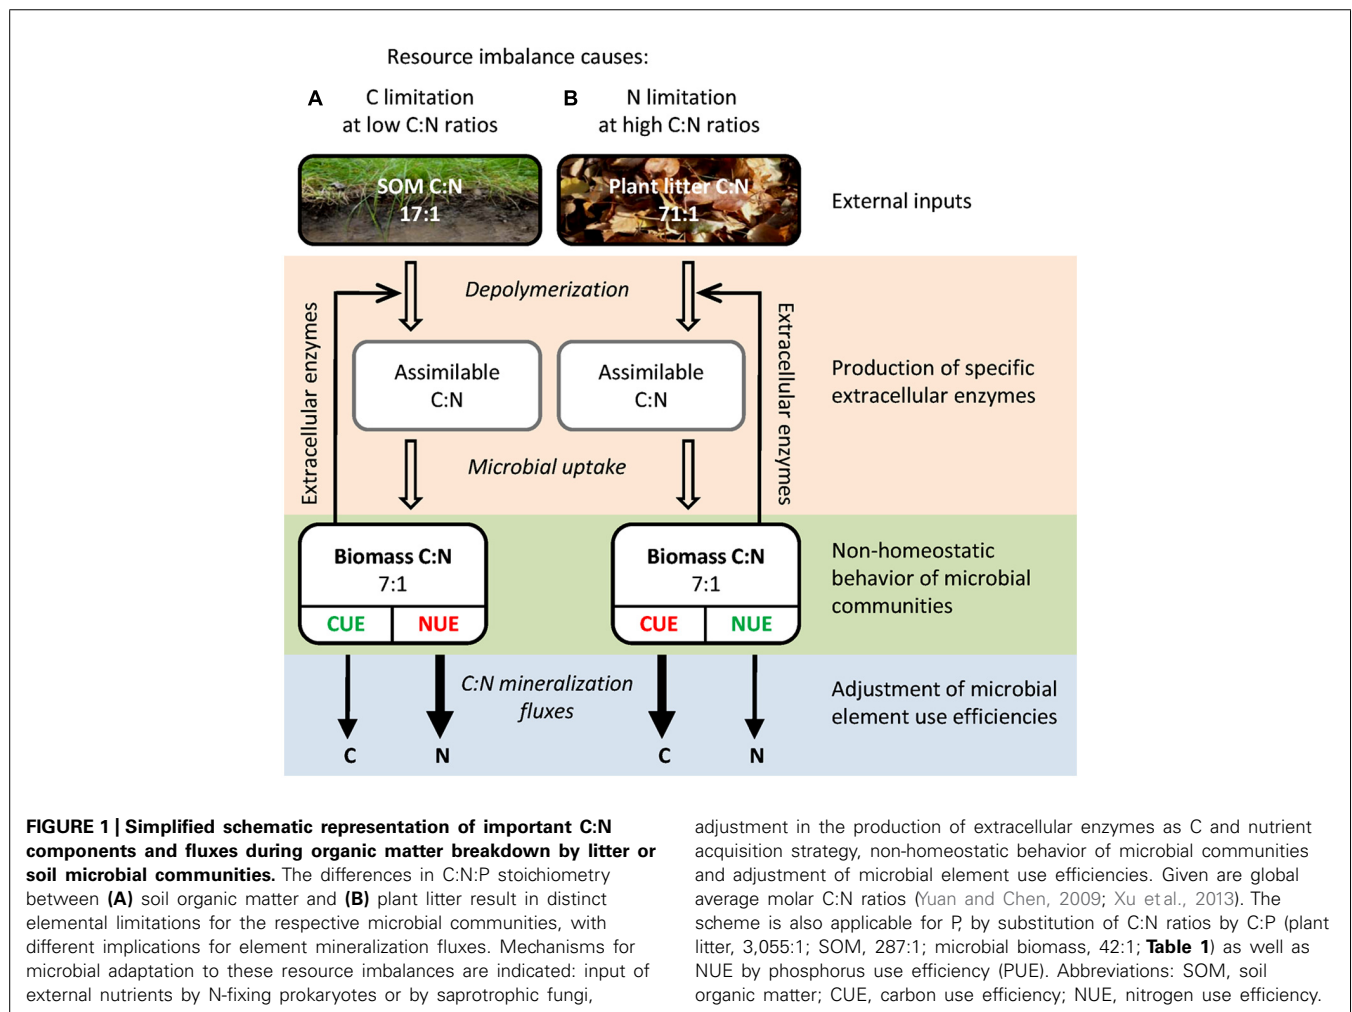 Resource imbalance causes:
A
C limitation
at low C:N ratios
B
N limitation
at high C:N ratios
SOM C:N
17:1
Plant litter C:N
71:1
External inputs
Depolymerization
Extracellular enzymes
Extracellular enzymes
Assimilable
C:N
Assimilable
C:N
Production of specific
extracellular enzymes
Microbial uptake
Biomass C:N
7:1
CUE
NUE
Biomass C:N
7:1
CUE
NUE
Non-homeostatic
behavior of microbial
communities
C:N mineralization
fluxes
Adjustment of microbial
element use efficiencies
C
N
C
N
FIGURE 1 | Simplified schematic representation of important C:N
components and fluxes during organic matter breakdown by litter or
soil microbial communities. The differences in C:N:P stoichiometry
between (A) soil organic matter and (B) plant litter result in distinct
elemental limitations for the respective microbial communities, with
different implications for element mineralization fluxes. Mechanisms for
microbial adaptation to these resource imbalances are indicated: input of
external nutrients by N-fixing prokaryotes or by saprotrophic fungi,
adjustment in the production of extracellular enzymes as C and nutrient
acquisition strategy, non-homeostatic behavior of microbial communities
and adjustment of microbial element use efficiencies. Given are global
average molar C:N ratios (Yuan and Chen, 2009; Xu et al., 2013). The
scheme is also applicable for P, by substitution of C:N ratios by C:P (plant
litter, 3,055:1; SOM, 287:1; microbial biomass, 42:1; Table 1) as well as
NUE by phosphorus use efficiency (PUE). Abbreviations: SOM, soil
organic matter; CUE, carbon use efficiency; NUE, nitrogen use efficiency.